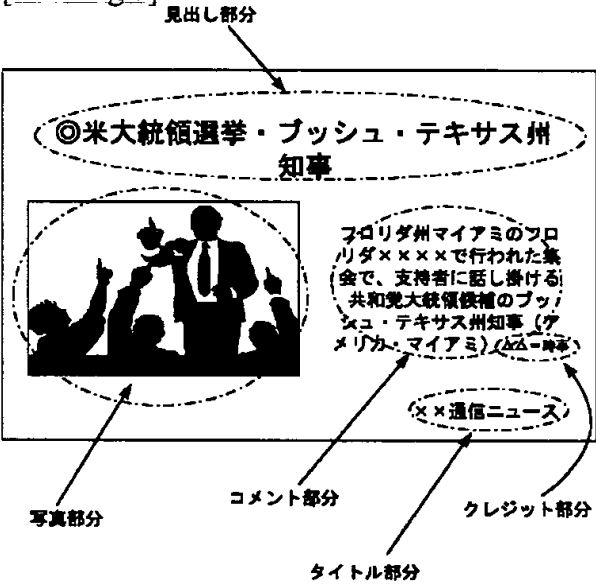 見出し部分
◎米大統領選挙・ブッシュ・テキサス州
知事
フロリダ州マイアミのフロ
リダ××××で行われた集
会で、支持者に話し掛ける
共和党大統領候補のブッ
シュ・テキサス州知事（ア
メリカ・マイアミ）
××通信ニュース
コメント部分
クレジット部分
写真部分
タイトル部分